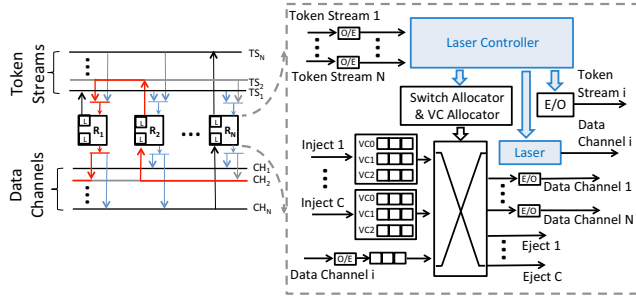 Token
Streams
TS_N
TS_2
TS_1
L
L
R_1
L
L
R_2
L
L
R_N
Data
Channels
CH_1
CH_2
CH_N
Token Stream 1
O/E
O/E
Token Stream N
Laser Controller
Switch Allocator
& VC Allocator
E/O
Token
Stream i
Data
Channel i
Laser
Inject 1
VC0
VC1
VC2
Inject C
VC0
VC1
VC2
O/E
Data Channel i
E/O
Data Channel 1
E/O
Data Channel N
Eject 1
Eject C